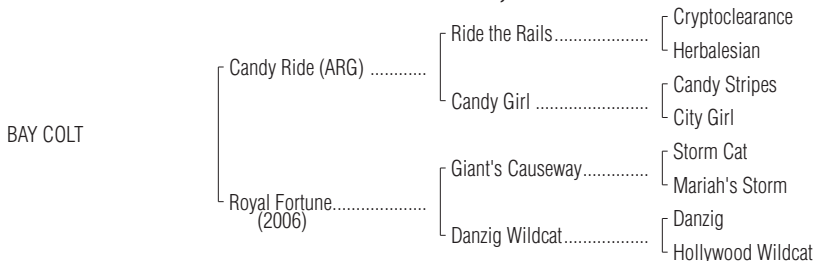 Cryptoclearance
Ride the Rails....................
Herbalesian
Candy Ride (ARG) ............
Candy Stripes
Candy Girl ........................
City Girl
BAY COLT
Storm Cat
Giant's Causeway..............
Mariah's Storm
Royal Fortune....................
(2006)
Danzig
Danzig Wildcat..................
Hollywood Wildcat